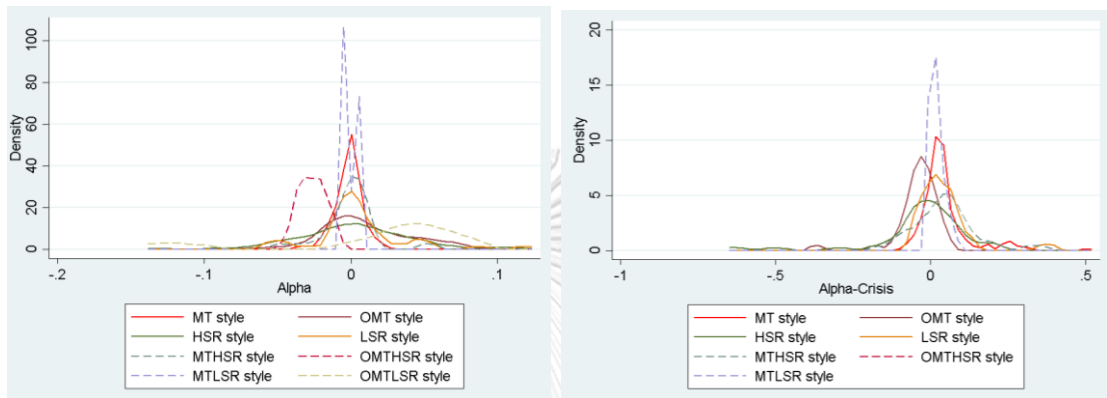 100
80
60
40
20
0
Density
-.2
-.1
0
.1
Alpha
MT style
OMT style
HSR style
LSR style
MTHSR style
OMTHSR style
MTLSR style
OMTLSR style
20
15
10
5
0
Density
-1
-.5
0
.5
Alpha-Crisis
MT style
OMT style
HSR style
LSR style
MTHSR style
OMTHSR style
MTLSR style